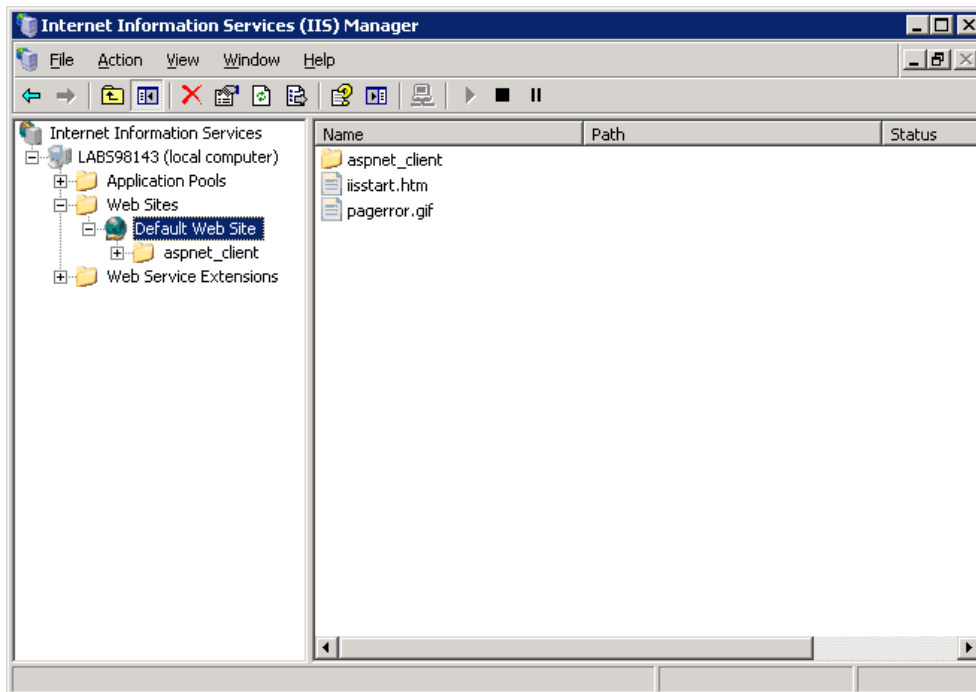 Internet Information Services (IIS) Manager
File Action View Window Help
Internet Information Services
LABS98143 (local computer)
Application Pools
Web Sites
Default Web Site
aspnet_client
Web Service Extensions
Name Path Status
aspnet_client
iisstart.htm
pagerror.gif